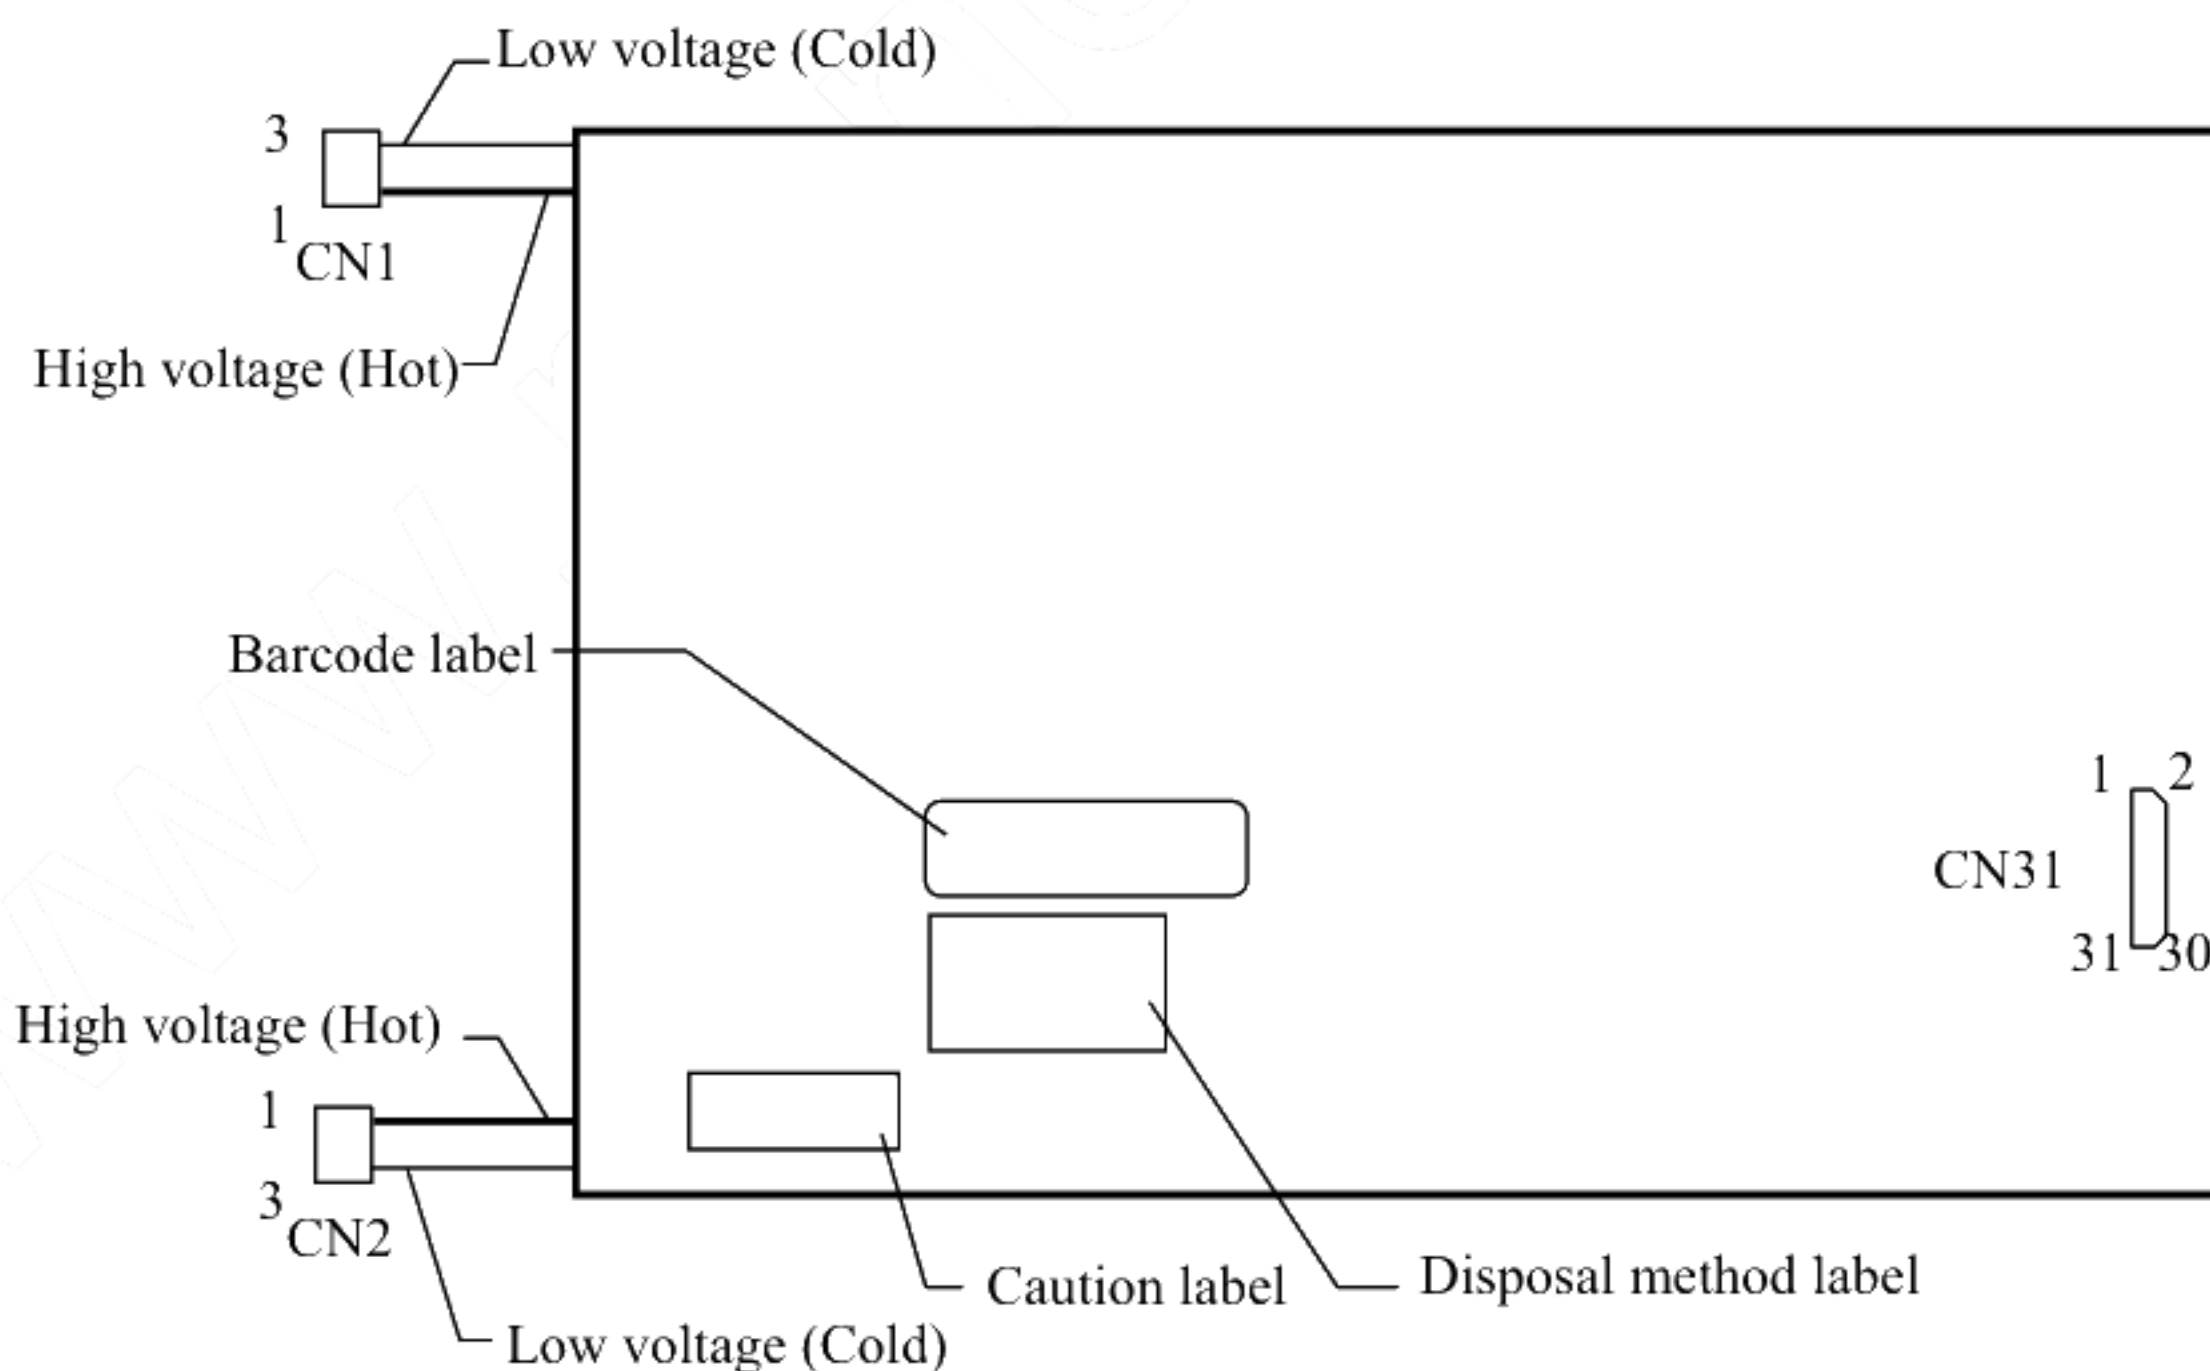 Low voltage (Cold)
3
1
CN1
High voltage (Hot)
Barcode label
1 2
CN31
31 30
High voltage (Hot)
1
3
CN2
Caution label
Disposal method label
Low voltage (Cold)